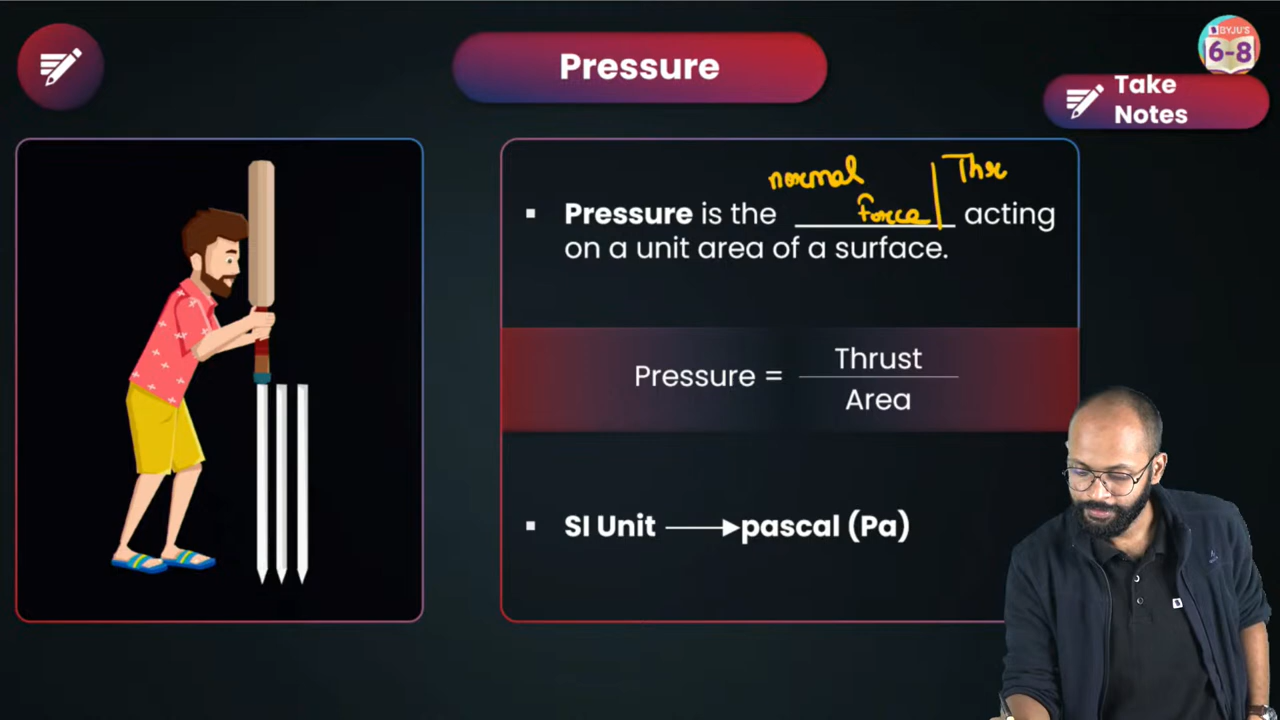 Pressure
BYJU'S
6-8
Take
Notes
normal
Thr
Pressure is the force acting
on a unit area of a surface.
Pressure = Thrust
Area
SI Unit → pascal (Pa)